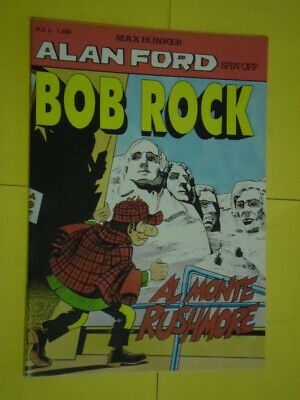 MAX BUNKER
ALAN FORD SPIN OFF
BOB ROCK
AL MONTE
RUSHMORE